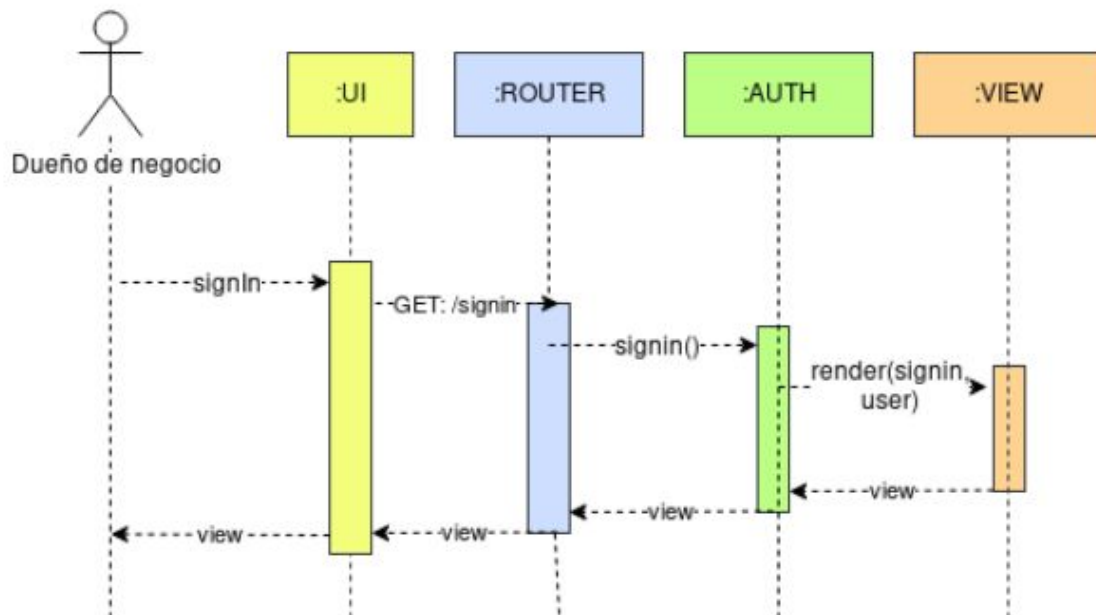 :UI
:ROUTER
:AUTH
:VIEW
Dueño de negocio
signIn
GET: /signin
signin()
render(signin,
user)
view
view
view
view